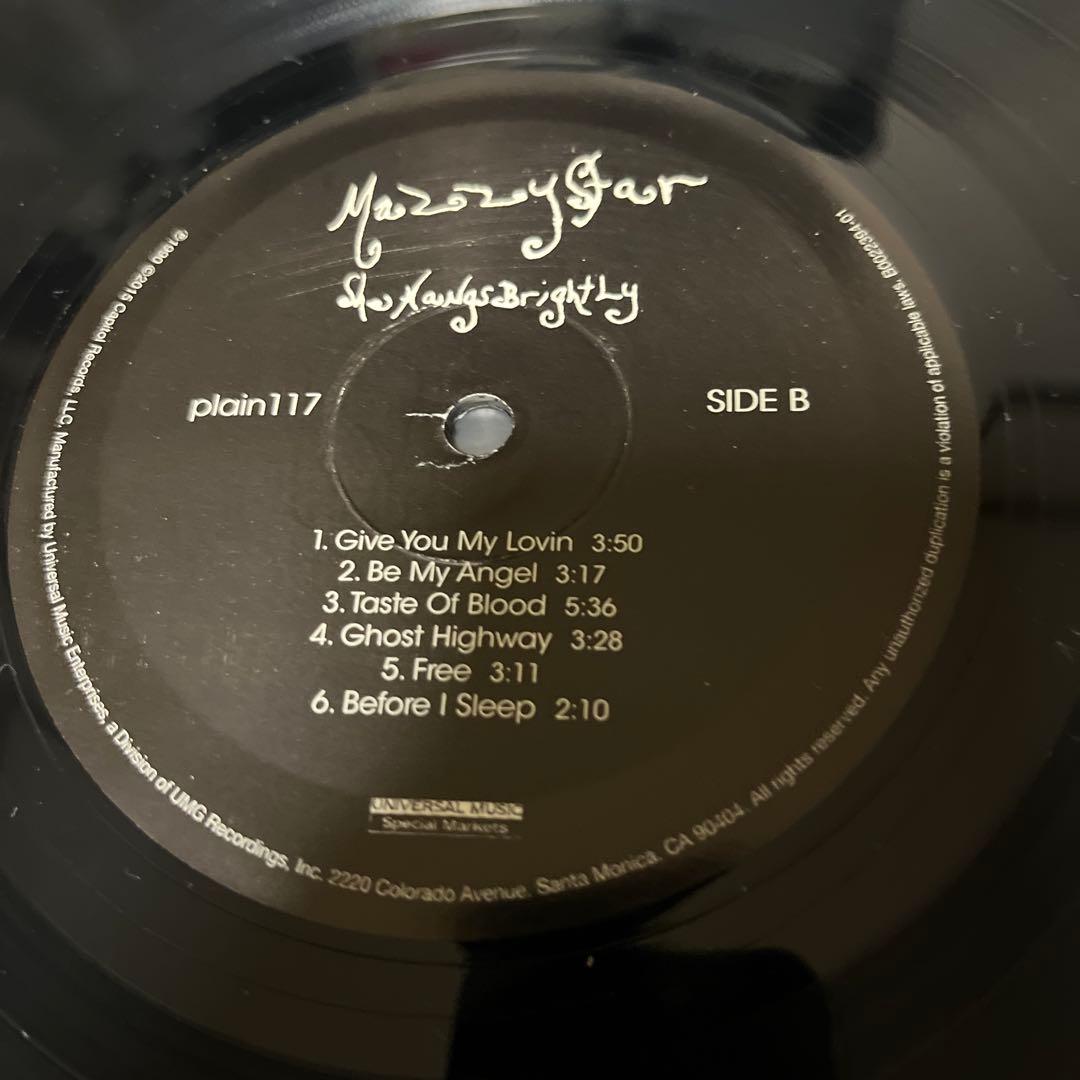 Mazzy Star
She Hangs Brightly
plain117
SIDE B
1. Give You My Lovin 3:50
2. Be My Angel 3:17
3. Taste Of Blood 5:36
4. Ghost Highway 3:28
5. Free 3:11
6. Before I Sleep 2:10
UNIVERSAL MUSIC
Special Markets
℗1990 ©2015 Capitol Records, LLC. Manufactured by Universal Music Enterprises, a Division of UMG Recordings, Inc. 2220 Colorado Avenue. Santa Monica, CA 90404. All rights reserved. Any unauthorized duplication is a violation of applicable laws. B0022394-01